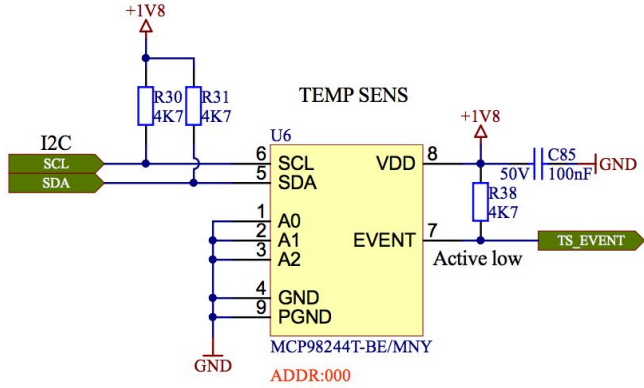 +1V8
R30
4K7
R31
4K7
TEMP SENS
+1V8
I2C
SCL
SDA
U6
6 SCL
5 SDA
1 A0
2 A1
3 A2
4 GND
9 PGND
VDD 8
EVENT 7
50V
C85
100nF
GND
R38
4K7
Active low
TS_EVENT
GND
MCP98244T-BE/MNY
ADDR:000